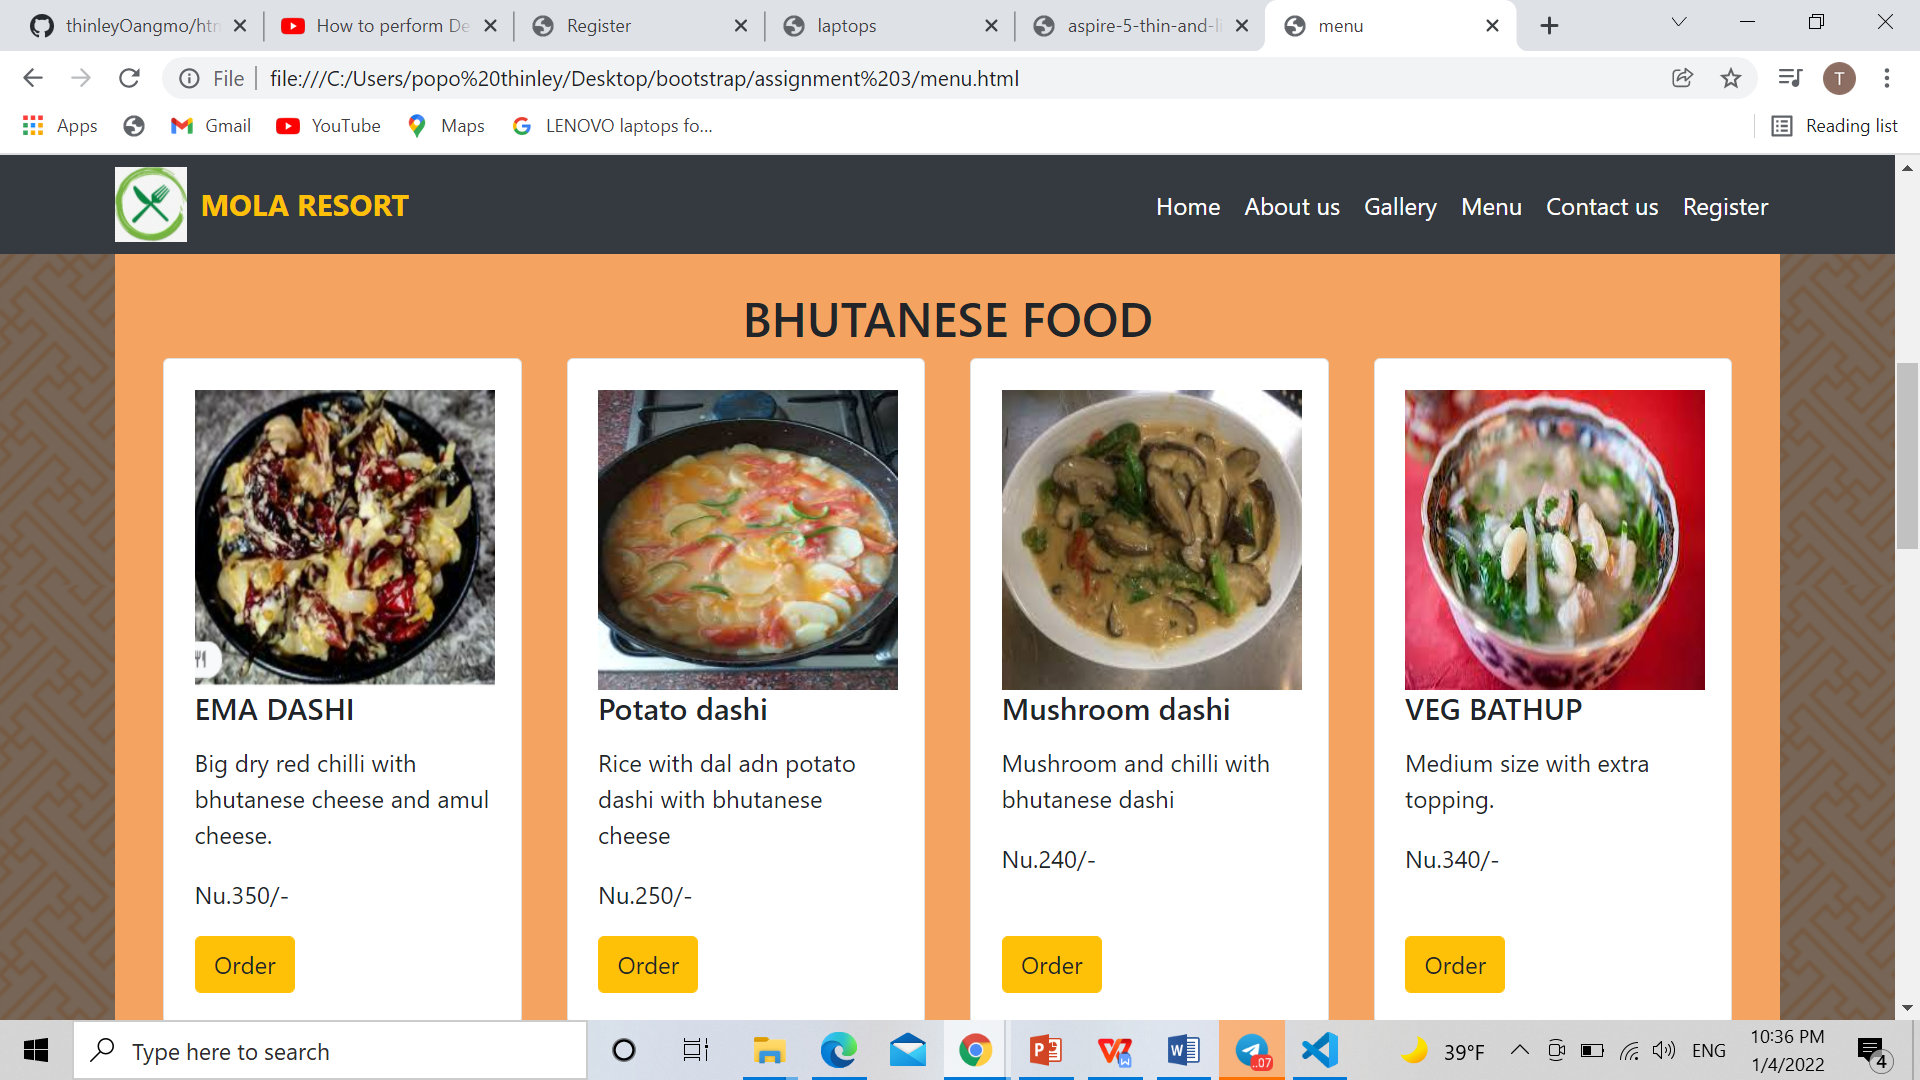 thinleyOangmo/htm
How to perform De
Register
laptops
aspire-5-thin-and-li
menu
File
file:///C:/Users/popo%20thinley/Desktop/bootstrap/assignment%203/menu.html
T
Apps
Gmail
YouTube
Maps
LENOVO laptops fo...
Reading list
MOLA RESORT
Home About us Gallery Menu Contact us Register
BHUTANESE FOOD
EMA DASHI
Big dry red chilli with
bhutanese cheese and amul
cheese.
Nu.350/-
Order
Potato dashi
Rice with dal adn potato
dashi with bhutanese
cheese
Nu.250/-
Order
Mushroom dashi
Mushroom and chilli with
bhutanese dashi
Nu.240/-
Order
VEG BATHUP
Medium size with extra
topping.
Nu.340/-
Order
Type here to search
..07
39°F
ENG
10:36 PM
1/4/2022
4